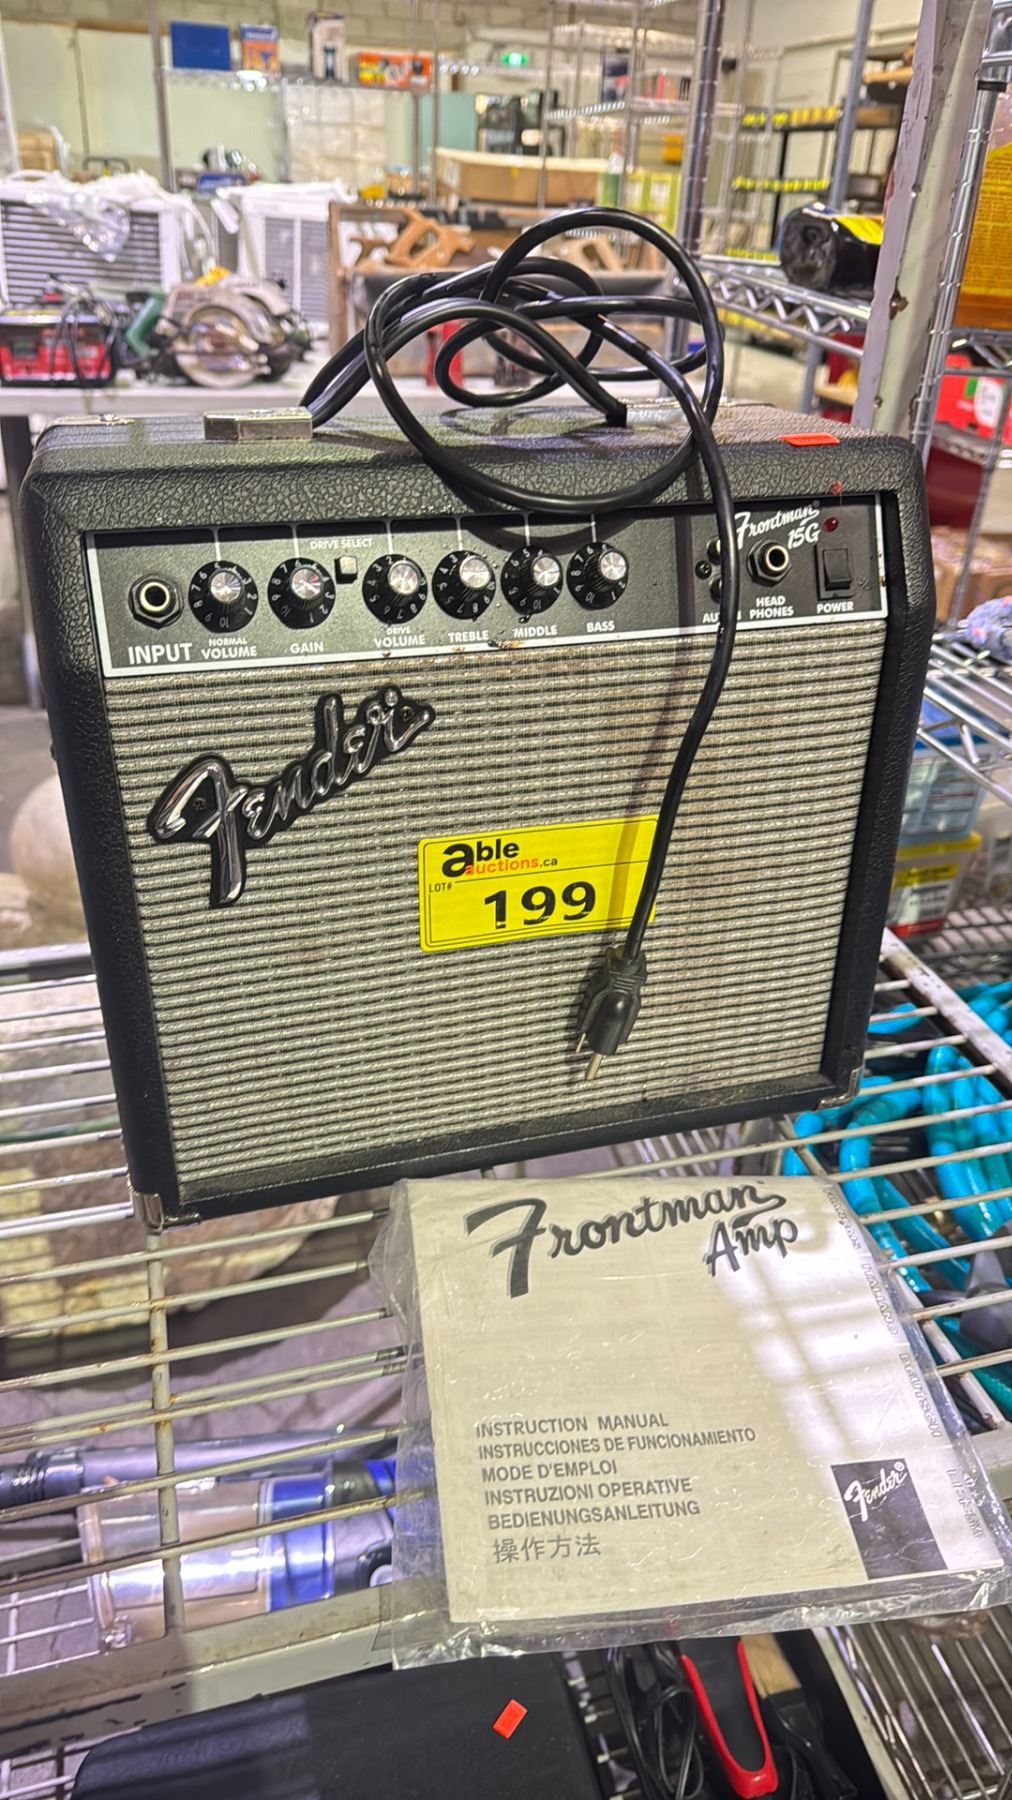 Frontman®
15G
DRIVE SELECT
INPUT
NORMAL
VOLUME
GAIN
DRIVE
VOLUME
TREBLE
MIDDLE
BASS
HEAD
PHONES
POWER
Fender®
able
auctions.ca
LOT#
199
Frontman
Amp
INSTRUCTION MANUAL
INSTRUCCIONES DE FUNCIONAMIENTO
MODE D'EMPLOI
INSTRUZIONI OPERATIVE
BEDIENUNGSANLEITUNG
操作方法
Fender®
ITALIANO
DEUTSCH